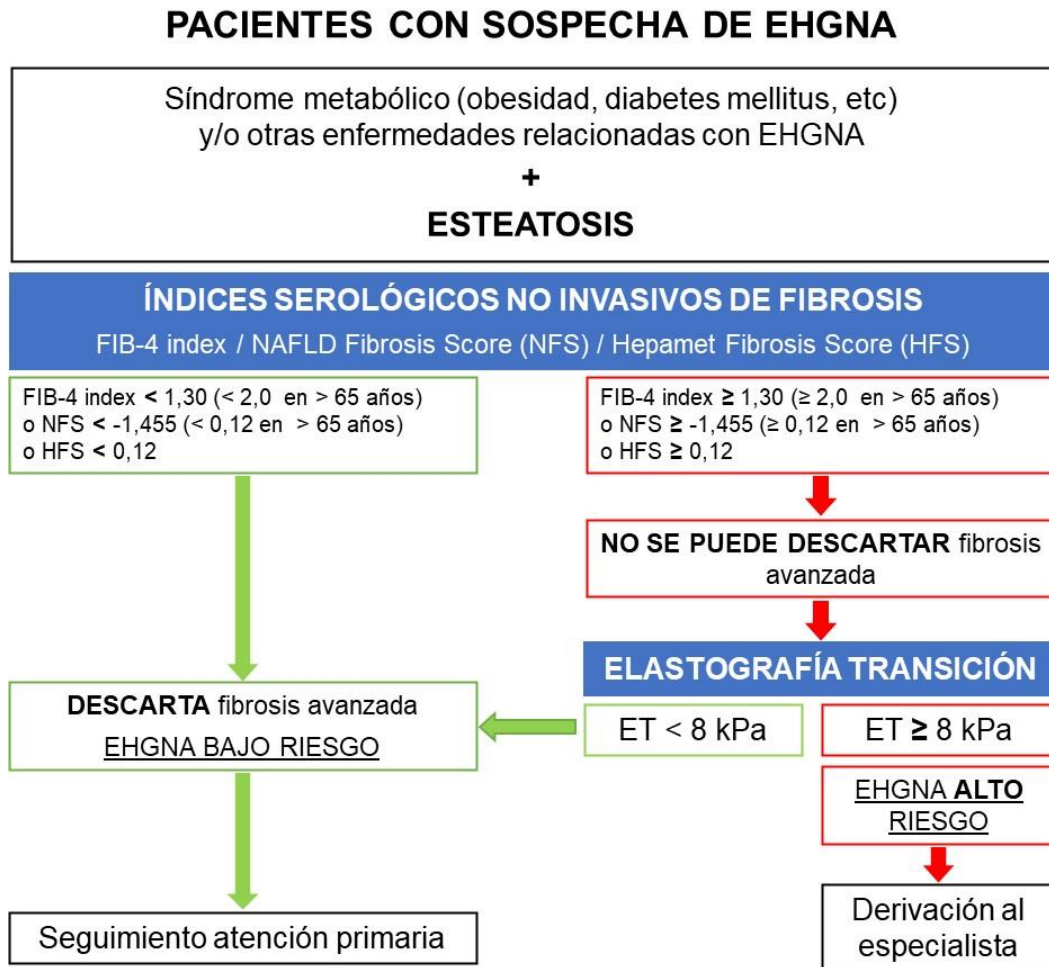 PACIENTES CON SOSPECHA DE EHGNA
Síndrome metabólico (obesidad, diabetes mellitus, etc)
y/o otras enfermedades relacionadas con EHGNA
+
ESTEATOSIS
ÍNDICES SEROLÓGICOS NO INVASIVOS DE FIBROSIS
FIB-4 index / NAFLD Fibrosis Score (NFS) / Hepamet Fibrosis Score (HFS)
FIB-4 index < 1,30 (< 2,0 en > 65 años)
o NFS < -1,455 (< 0,12 en > 65 años)
o HFS < 0,12
FIB-4 index ≥ 1,30 (≥ 2,0 en > 65 años)
o NFS ≥ -1,455 (≥ 0,12 en > 65 años)
o HFS ≥ 0,12
NO SE PUEDE DESCARTAR fibrosis
avanzada
ELASTOGRAFÍA TRANSICIÓN
DESCARTA fibrosis avanzada
EHGNA BAJO RIESGO
ET < 8 kPa
ET ≥ 8 kPa
EHGNA ALTO
RIESGO
Seguimiento atención primaria
Derivación al
especialista